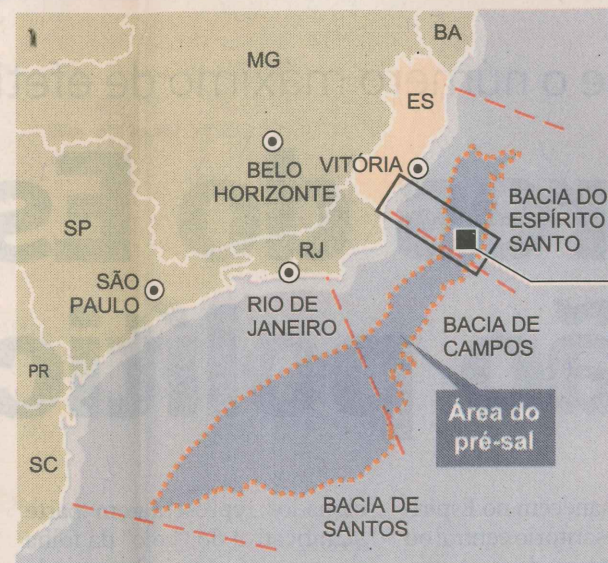 BA
MG
ES
BELO
HORIZONTE
VITÓRIA
BACIA DO
ESPÍRITO
SANTO
SP
RJ
SÃO
PAULO
RIO DE
JANEIRO
BACIA DE
CAMPOS
PR
Área do
pré-sal
SC
BACIA DE
SANTOS